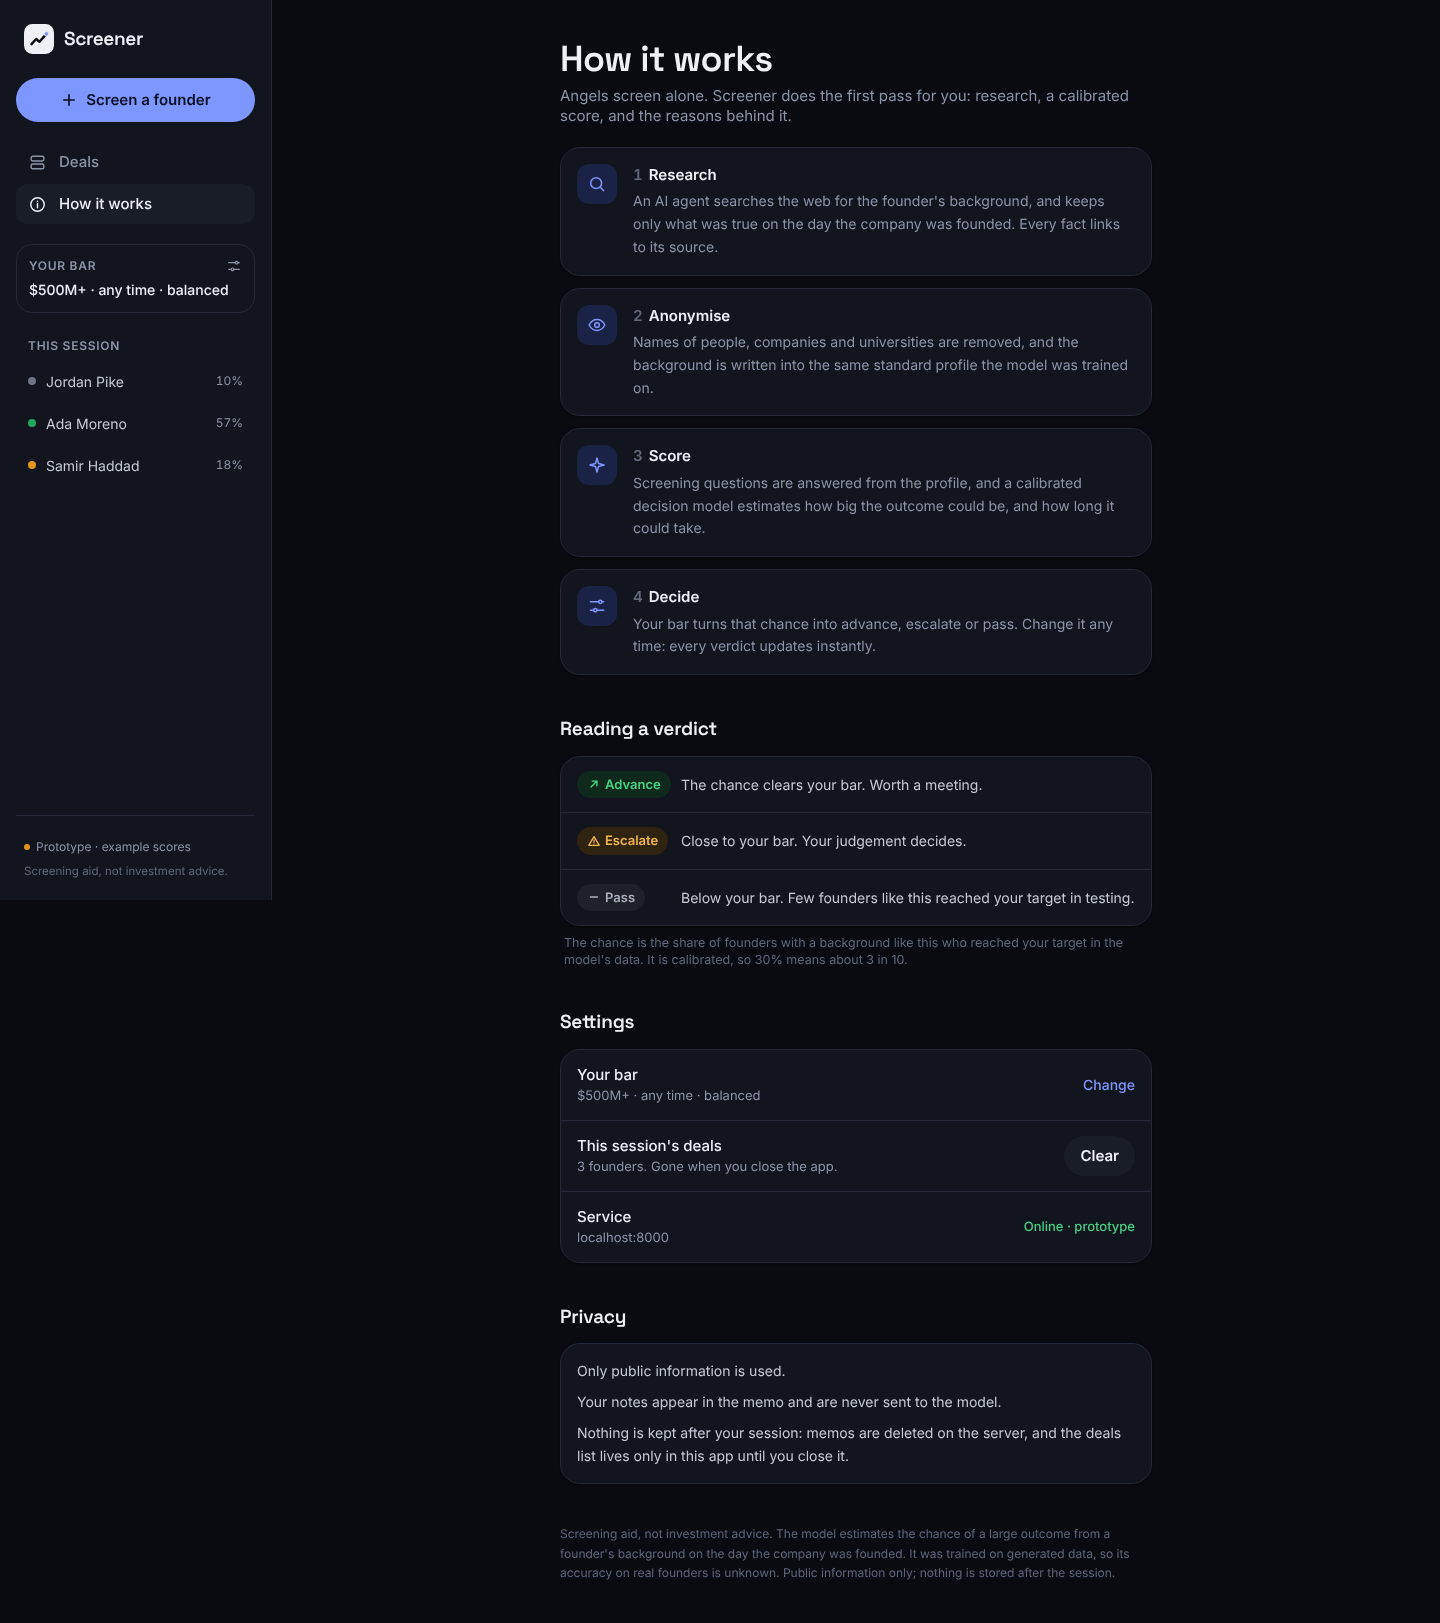 Screener
Screen a founder
Deals
How it works
YOUR BAR
$500M+ · any time · balanced
THIS SESSION
Jordan Pike 10%
Ada Moreno 57%
Samir Haddad 18%
Prototype · example scores
Screening aid, not investment advice.
How it works
Angels screen alone. Screener does the first pass for you: research, a calibrated
score, and the reasons behind it.
1 Research
An AI agent searches the web for the founder's background, and keeps
only what was true on the day the company was founded. Every fact links
to its source.
2 Anonymise
Names of people, companies and universities are removed, and the
background is written into the same standard profile the model was trained
on.
3 Score
Screening questions are answered from the profile, and a calibrated
decision model estimates how big the outcome could be, and how long it
could take.
4 Decide
Your bar turns that chance into advance, escalate or pass. Change it any
time: every verdict updates instantly.
Reading a verdict
Advance The chance clears your bar. Worth a meeting.
Escalate Close to your bar. Your judgement decides.
Pass Below your bar. Few founders like this reached your target in testing.
The chance is the share of founders with a background like this who reached your target in the
model's data. It is calibrated, so 30% means about 3 in 10.
Settings
Your bar
$500M+ · any time · balanced
Change
This session's deals
3 founders. Gone when you close the app.
Clear
Service
localhost:8000
Online · prototype
Privacy
Only public information is used.
Your notes appear in the memo and are never sent to the model.
Nothing is kept after your session: memos are deleted on the server, and the deals
list lives only in this app until you close it.
Screening aid, not investment advice. The model estimates the chance of a large outcome from a
founder's background on the day the company was founded. It was trained on generated data, so its
accuracy on real founders is unknown. Public information only; nothing is stored after the session.